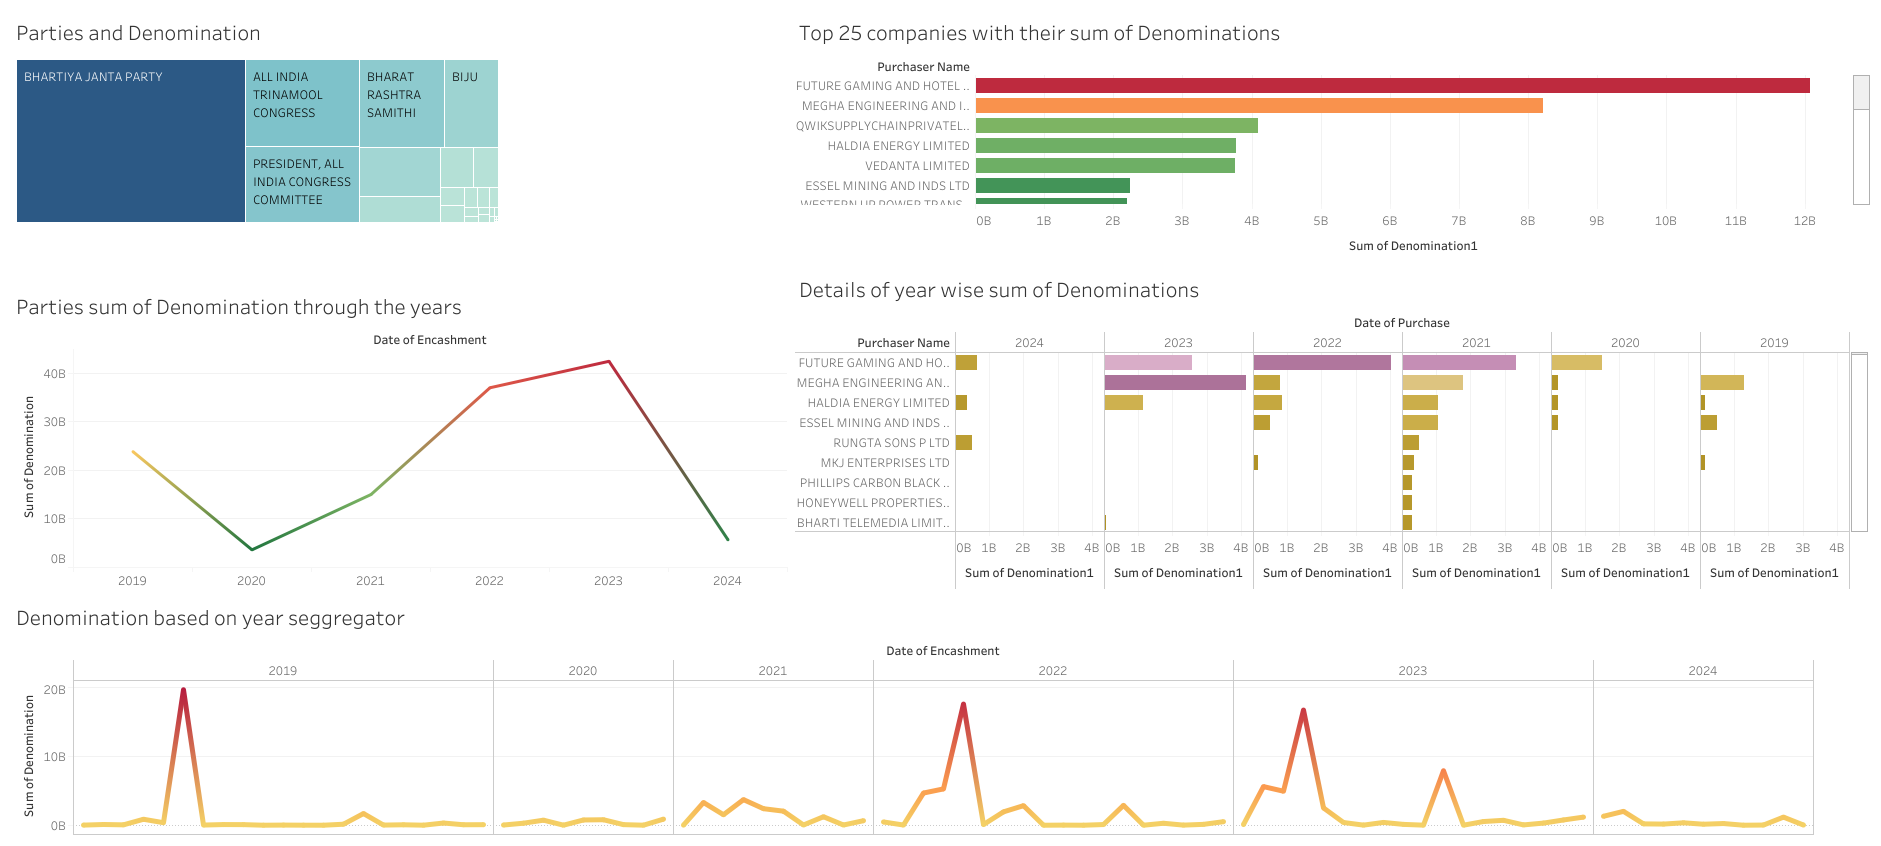 Parties and Denomination
BHARTIYA JANTA PARTY
ALL INDIA
TRINAMOOL
CONGRESS
BHARAT
RASHTRA
SAMITHI
BIJU
PRESIDENT, ALL
INDIA CONGRESS
COMMITTEE
Top 25 companies with their sum of Denominations
Purchaser Name
FUTURE GAMING AND HOTEL ..
MEGHA ENGINEERING AND I..
QWIKSUPPLYCHAINPRIVATEL..
HALDIA ENERGY LIMITED
VEDANTA LIMITED
ESSEL MINING AND INDS LTD
WESTERN UP POWER TRANS..
0B 1B 2B 3B 4B 5B 6B 7B 8B 9B 10B 11B 12B
Sum of Denomination1
Parties sum of Denomination through the years
Date of Encashment
Sum of Denomination
40B
30B
20B
10B
0B
2019 2020 2021 2022 2023 2024
Details of year wise sum of Denominations
Date of Purchase
Purchaser Name 2024 2023 2022 2021 2020 2019
FUTURE GAMING AND HO..
MEGHA ENGINEERING AN..
HALDIA ENERGY LIMITED
ESSEL MINING AND INDS ..
RUNGTA SONS P LTD
MKJ ENTERPRISES LTD
PHILLIPS CARBON BLACK ..
HONEYWELL PROPERTIES..
BHARTI TELEMEDIA LIMIT..
0B 1B 2B 3B 4B 0B 1B 2B 3B 4B 0B 1B 2B 3B 4B 0B 1B 2B 3B 4B 0B 1B 2B 3B 4B 0B 1B 2B 3B 4B
Sum of Denomination1 Sum of Denomination1 Sum of Denomination1 Sum of Denomination1 Sum of Denomination1 Sum of Denomination1
Denomination based on year seggregator
Date of Encashment
2019 2020 2021 2022 2023 2024
Sum of Denomination
20B
10B
0B